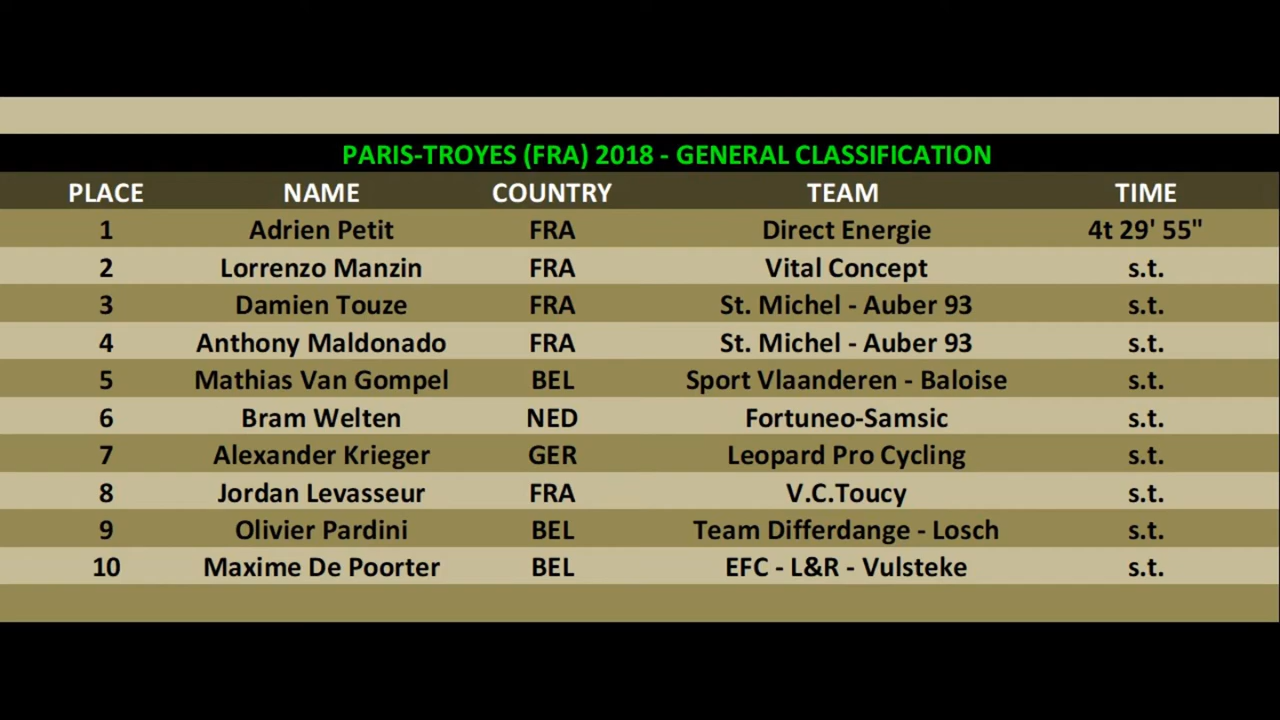 PARIS-TROYES (FRA) 2018 - GENERAL CLASSIFICATION
PLACE NAME COUNTRY TEAM TIME
1 Adrien Petit FRA Direct Energie 4t 29' 55"
2 Lorrenzo Manzin FRA Vital Concept s.t.
3 Damien Touze FRA St. Michel - Auber 93 s.t.
4 Anthony Maldonado FRA St. Michel - Auber 93 s.t.
5 Mathias Van Gompel BEL Sport Vlaanderen - Baloise s.t.
6 Bram Welten NED Fortuneo-Samsic s.t.
7 Alexander Krieger GER Leopard Pro Cycling s.t.
8 Jordan Levasseur FRA V.C.Toucy s.t.
9 Olivier Pardini BEL Team Differdange - Losch s.t.
10 Maxime De Poorter BEL EFC - L&R - Vulsteke s.t.